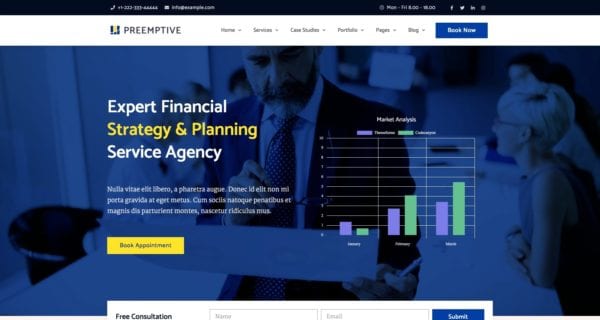 +1-222-333-44444 info@example.com Mon - Fri 8.00 - 18.00
PREEMPTIVE Home Services Case Studies Portfolio Pages Blog Book Now
Expert Financial
Strategy & Planning
Service Agency
Nulla vitae elit libero, a pharetra augue. Donec id elit non mi
porta gravida at eget metus. Cum sociis natoque penatibus et
magnis dis parturient montes, nascetur ridiculus mus.
Book Appointment
Market Analysis
Themeforest Codecanyon
10
9
8
7
6
5
4
3
2
1
0
January February March
Free Consultation Name Email Submit